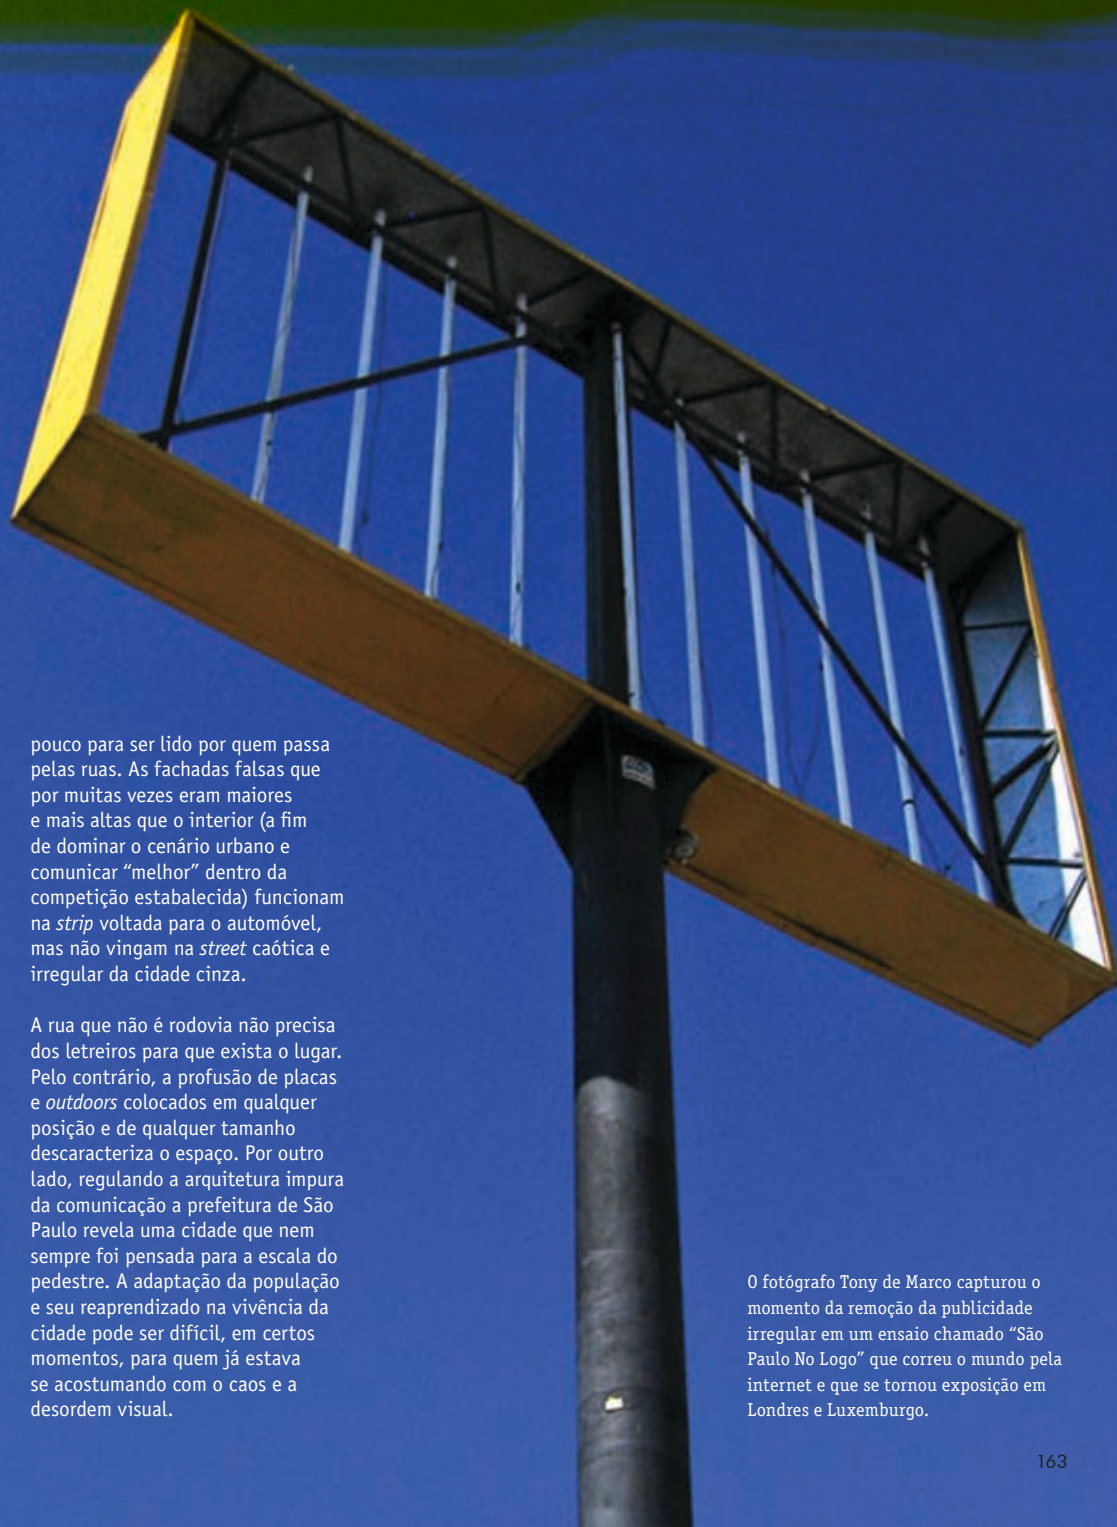 pouco para ser lido por quem passa
pelas ruas. As fachadas falsas que
por muitas vezes eram maiores
e mais altas que o interior (a fim
de dominar o cenário urbano e
comunicar “melhor” dentro da
competição estabalecida) funcionam
na strip voltada para o automóvel,
mas não vingam na street caótica e
irregular da cidade cinza.
A rua que não é rodovia não precisa
dos letreiros para que exista o lugar.
Pelo contrário, a profusão de placas
e outdoors colocados em qualquer
posição e de qualquer tamanho
descaracteriza o espaço. Por outro
lado, regulando a arquitetura impura
da comunicação a prefeitura de São
Paulo revela uma cidade que nem
sempre foi pensada para a escala do
pedestre. A adaptação da população
e seu reaprendizado na vivência da
cidade pode ser difícil, em certos
momentos, para quem já estava
se acostumando com o caos e a
desordem visual.
O fotógrafo Tony de Marco capturou o
momento da remoção da publicidade
irregular em um ensaio chamado “São
Paulo No Logo” que correu o mundo pela
internet e que se tornou exposição em
Londres e Luxemburgo.
163